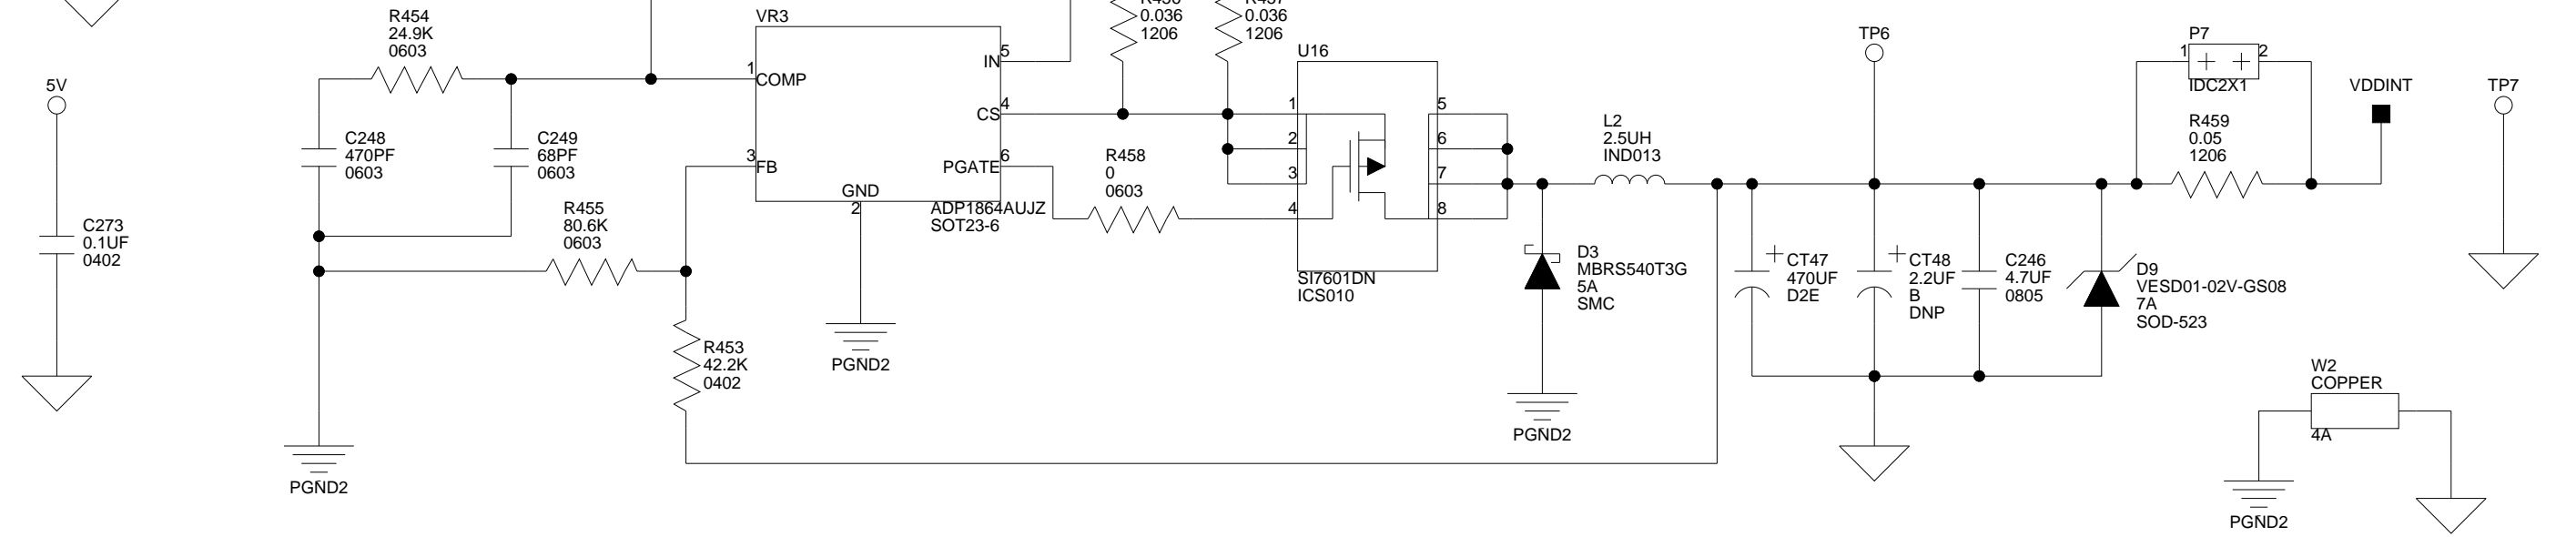 R454
24.9K
0603
5V
C248
470PF
0603
C249
68PF
0603
C273
0.1UF
0402
R455
80.6K
0603
PGND2
R453
42.2K
0402
VR3
1
COMP
3
FB
IN
5
CS
4
PGATE
6
GND
2
ADP1864AUJZ
SOT23-6
PGND2
0.036
1206
0.036
1206
R458
0
0603
U16
1
2
3
4
5
6
7
8
SI7601DN
ICS010
L2
2.5UH
IND013
D3
MBRS540T3G
5A
SMC
PGND2
TP6
CT47
470UF
D2E
CT48
2.2UF
B
DNP
C246
4.7UF
0805
D9
VESD01-02V-GS08
7A
SOD-523
P7
1
2
IDC2X1
R459
0.05
1206
VDDINT
TP7
W2
COPPER
4A
PGND2